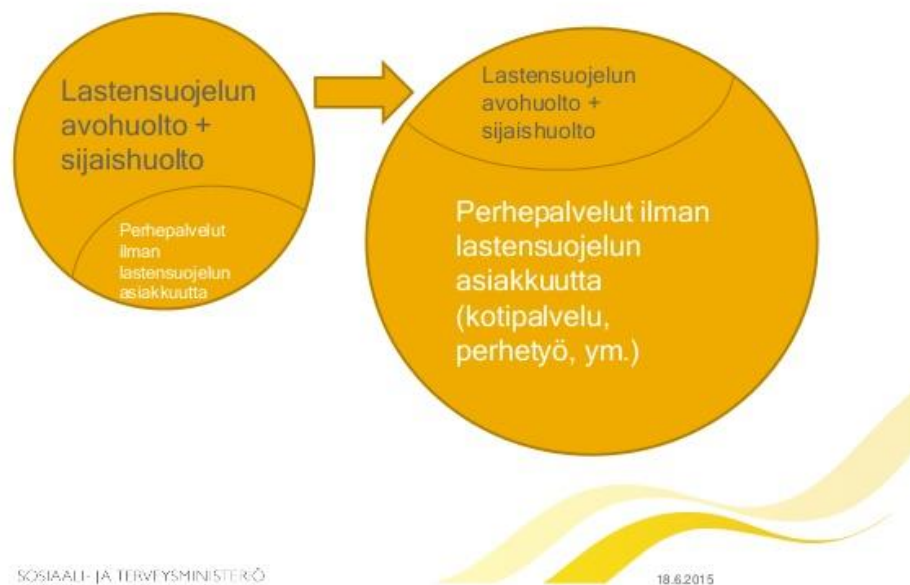 Lastensuojelun
avohuolto +
sijaishuolto
Perhepalvelut
ilman
lastensuojelun
asiakkuutta
Lastensuojelun
avohuolto +
sijaishuolto
Perhepalvelut ilman
lastensuojelun
asiakkuutta
(kotipalvelu,
perhetyö, ym.)
SOSIAALI- JA TERVEYSMINISTERIÖ
18.6.2015